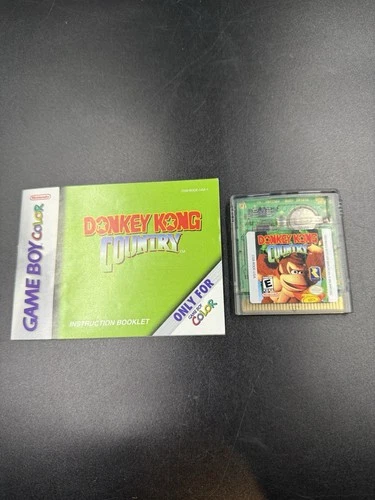 Nintendo
GAME BOY COLOR
DONKEY KONG
COUNTRY
INSTRUCTION BOOKLET
ONLY FOR
GAME BOY
COLOR
DONKEY KONG
COUNTRY
E